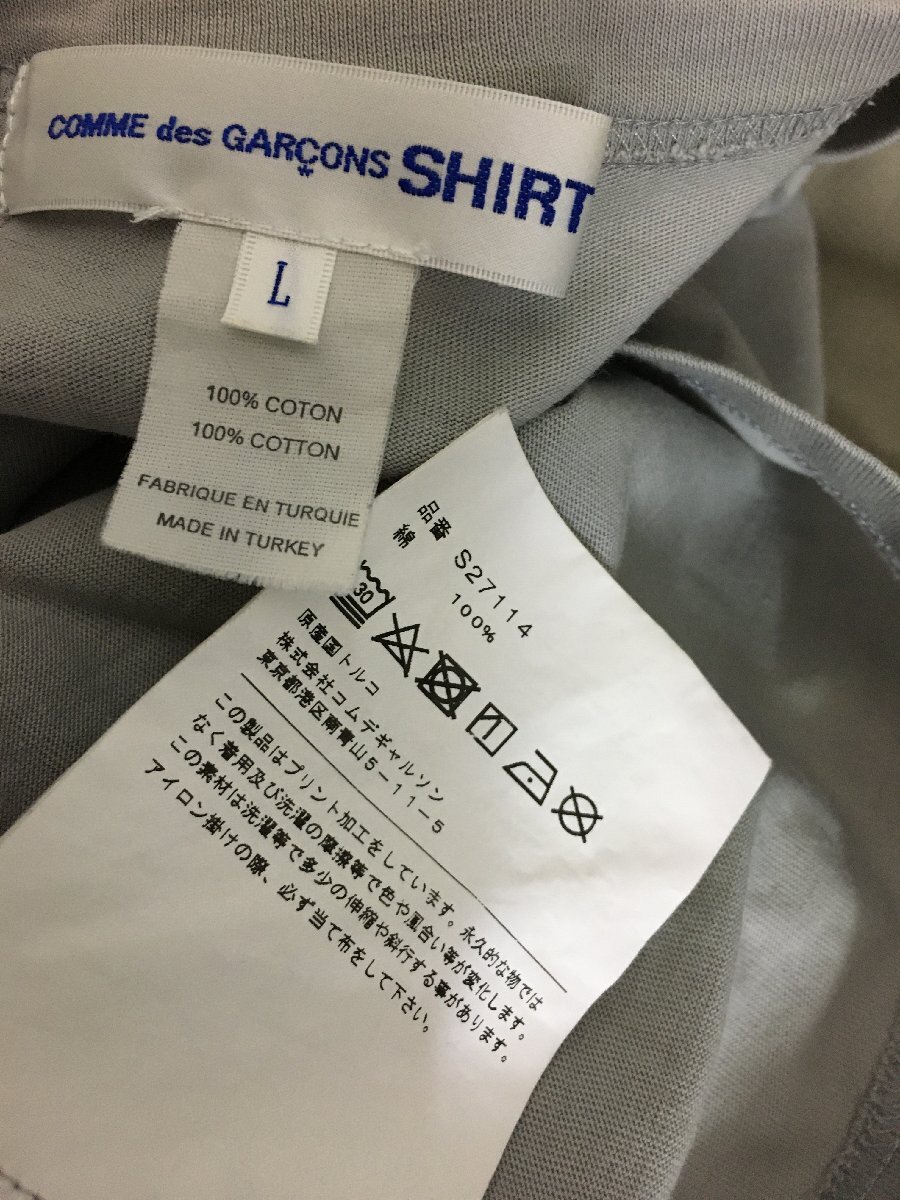 COMME des GARÇONS SHIRT
L
100% COTON
100% COTTON
FABRIQUE EN TURQUIE
MADE IN TURKEY
品番 S27114
綿 100%
30
原産国トルコ
株式会社コムデギャルソン
東京都港区南青山5-11-5
この製品はプリント加工をしています。永久的な物では
なく着用及び洗濯の摩擦等で色や風合い等が変化します。
この素材は洗濯等で多少の伸縮や斜行する事があります。
アイロン掛けの際、必ず当て布をして下さい。